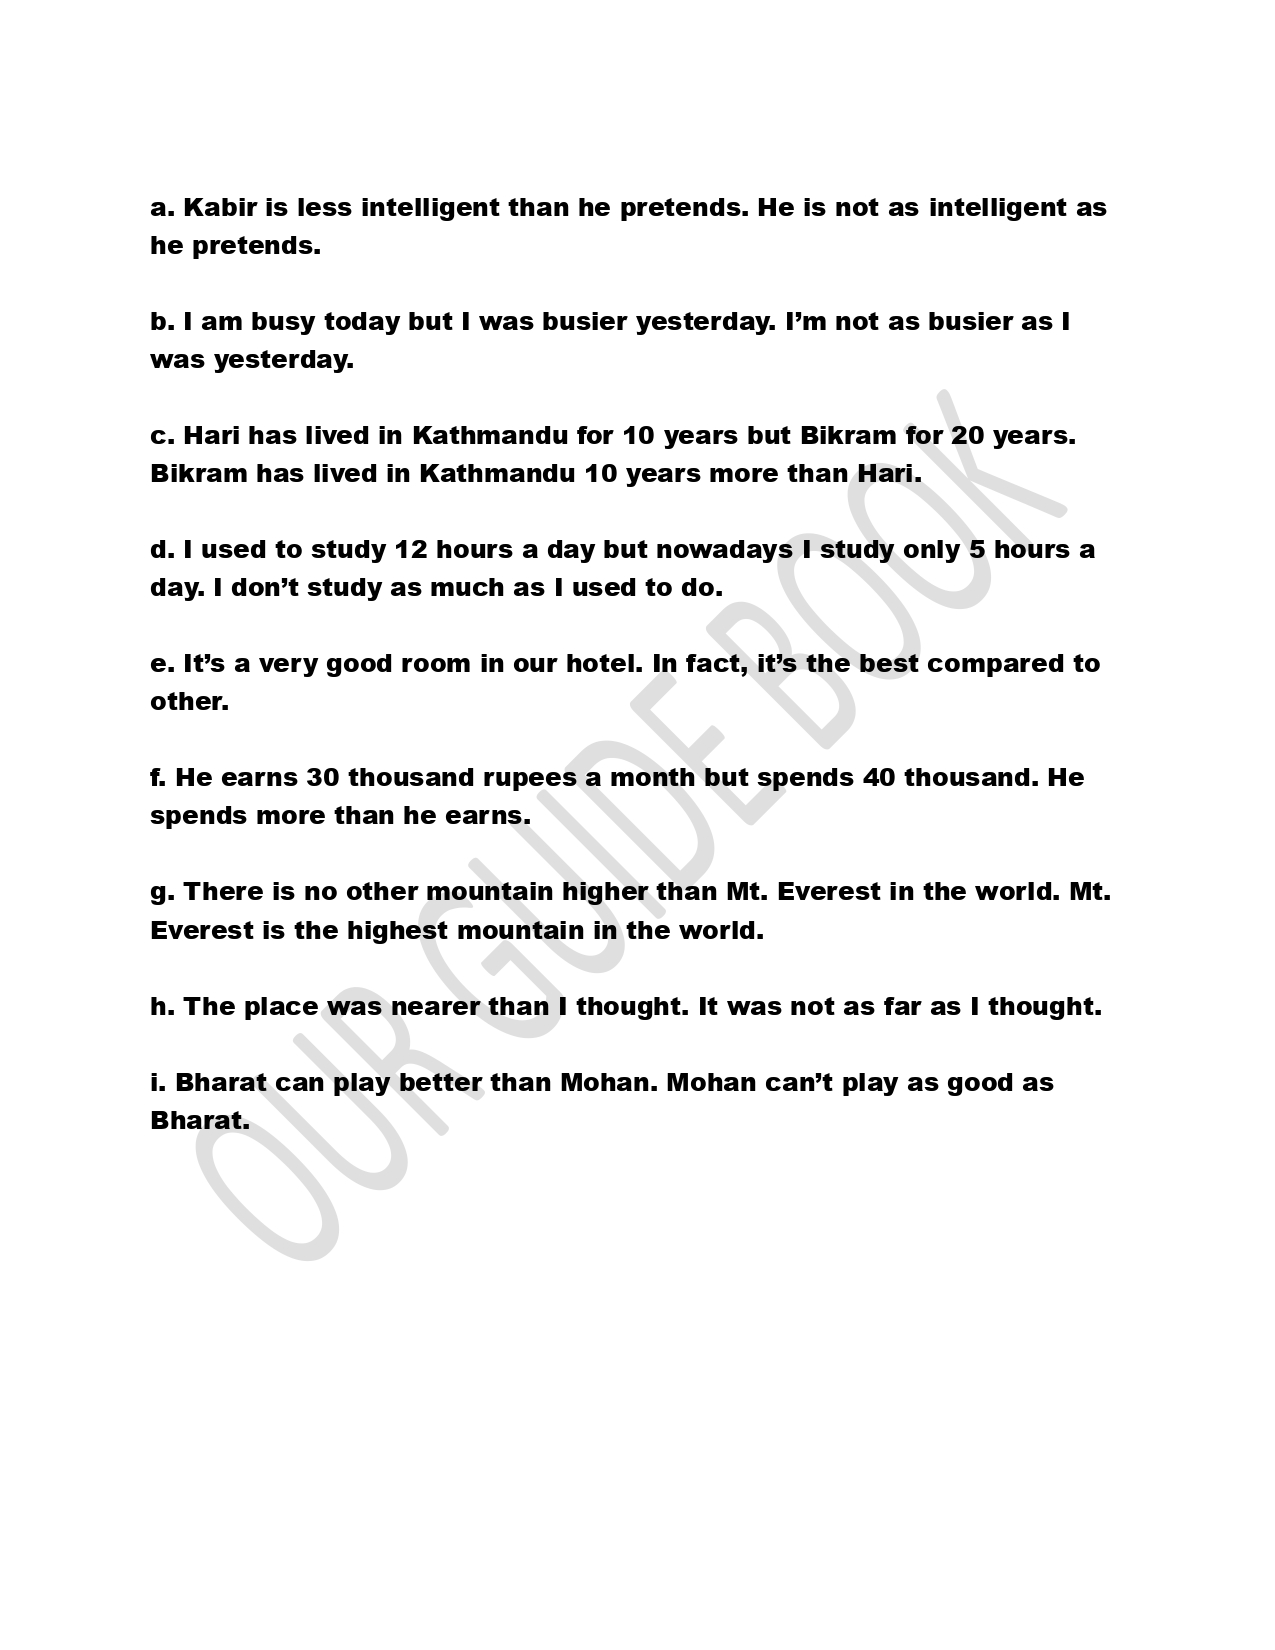 a. Kabir is less intelligent than he pretends. He is not as intelligent as
he pretends.
b. I am busy today but I was busier yesterday. I’m not as busier as I
was yesterday.
c. Hari has lived in Kathmandu for 10 years but Bikram for 20 years.
Bikram has lived in Kathmandu 10 years more than Hari.
d. I used to study 12 hours a day but nowadays I study only 5 hours a
day. I don’t study as much as I used to do.
e. It’s a very good room in our hotel. In fact, it’s the best compared to
other.
f. He earns 30 thousand rupees a month but spends 40 thousand. He
spends more than he earns.
g. There is no other mountain higher than Mt. Everest in the world. Mt.
Everest is the highest mountain in the world.
h. The place was nearer than I thought. It was not as far as I thought.
i. Bharat can play better than Mohan. Mohan can’t play as good as
Bharat.
OUR GUIDE BOOK